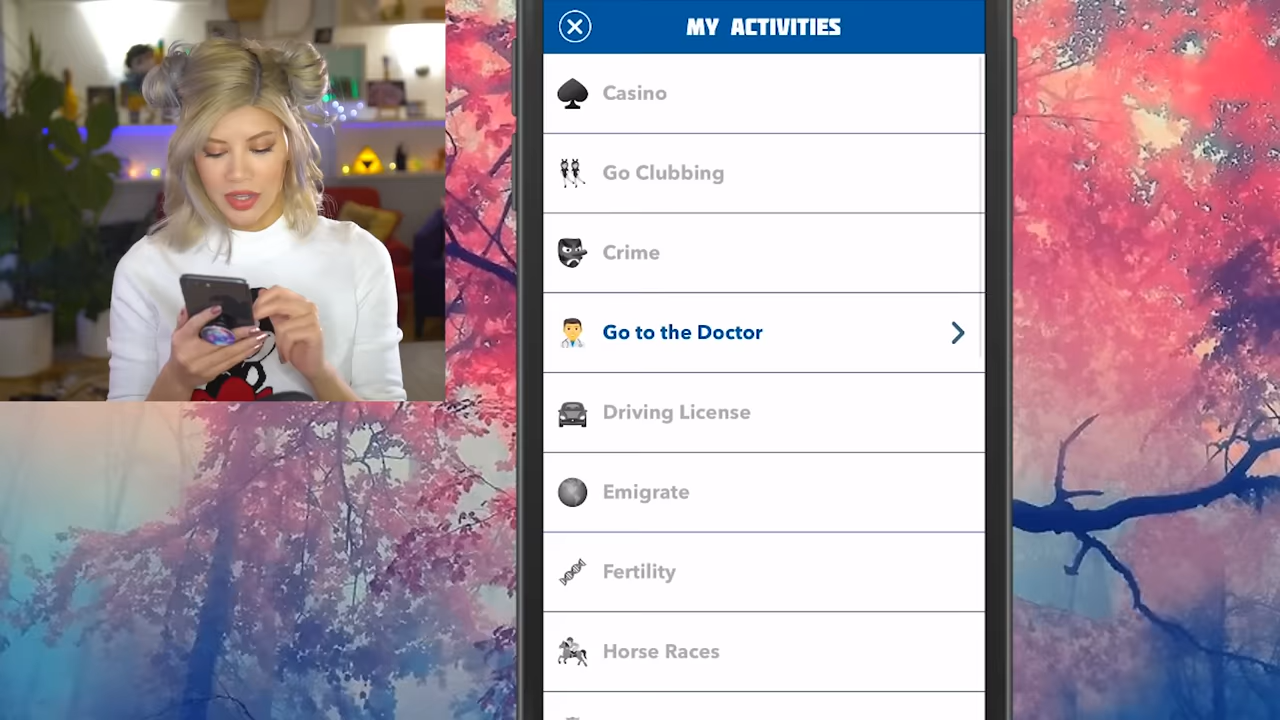 MY ACTIVITIES
Casino
Go Clubbing
Crime
Go to the Doctor
Driving License
Emigrate
Fertility
Horse Races